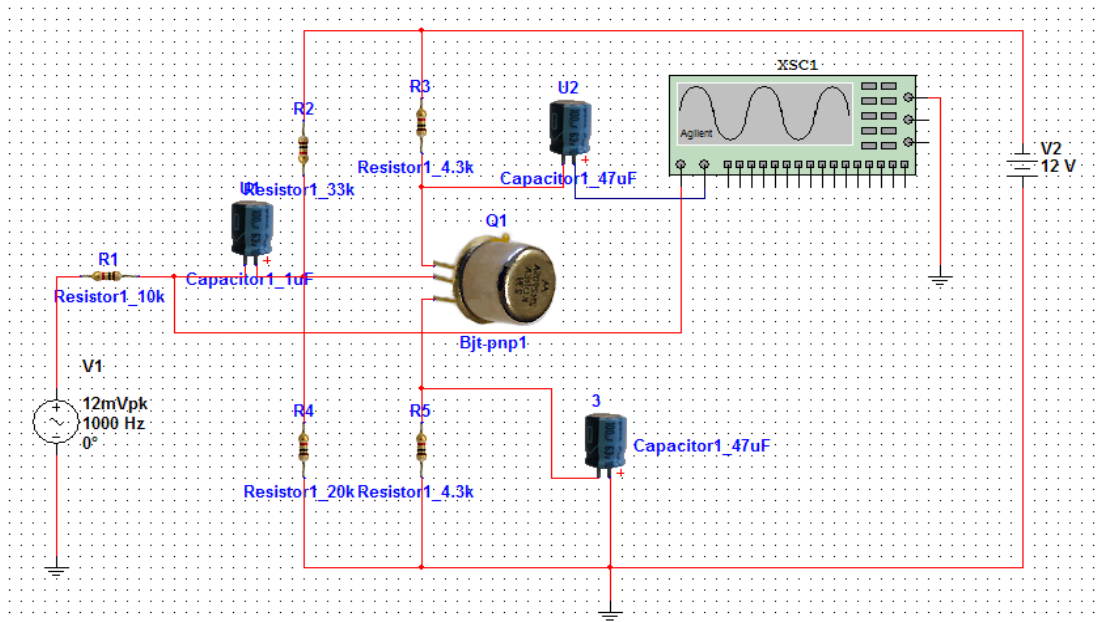 XSC1
R3
U2
R2
Agilent
V2
12 V
Resistor1_4.3k
Capacitor1_47uF
U1
Resistor1_33k
Q1
R1
Capacitor1_1uF
Resistor1_10k
Bjt-pnp1
V1
12mVpk
1000 Hz
0°
R4
R5
3
Capacitor1_47uF
Resistor1_20k
Resistor1_4.3k